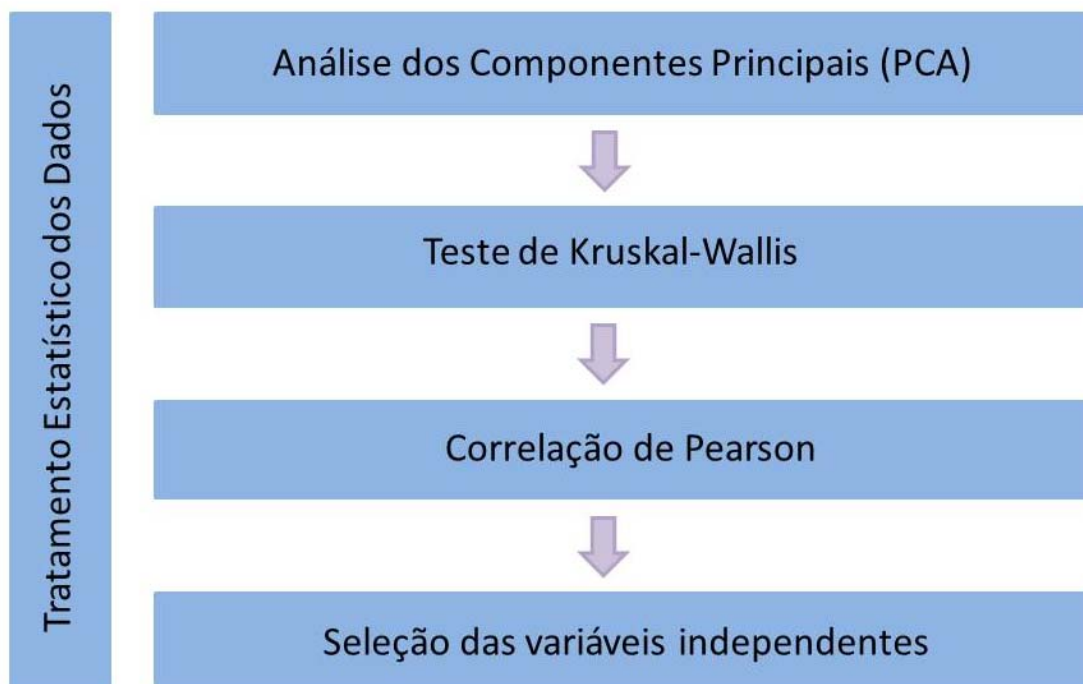 Tratamento Estatístico dos Dados
Análise dos Componentes Principais (PCA)
Teste de Kruskal-Wallis
Correlação de Pearson
Seleção das variáveis independentes